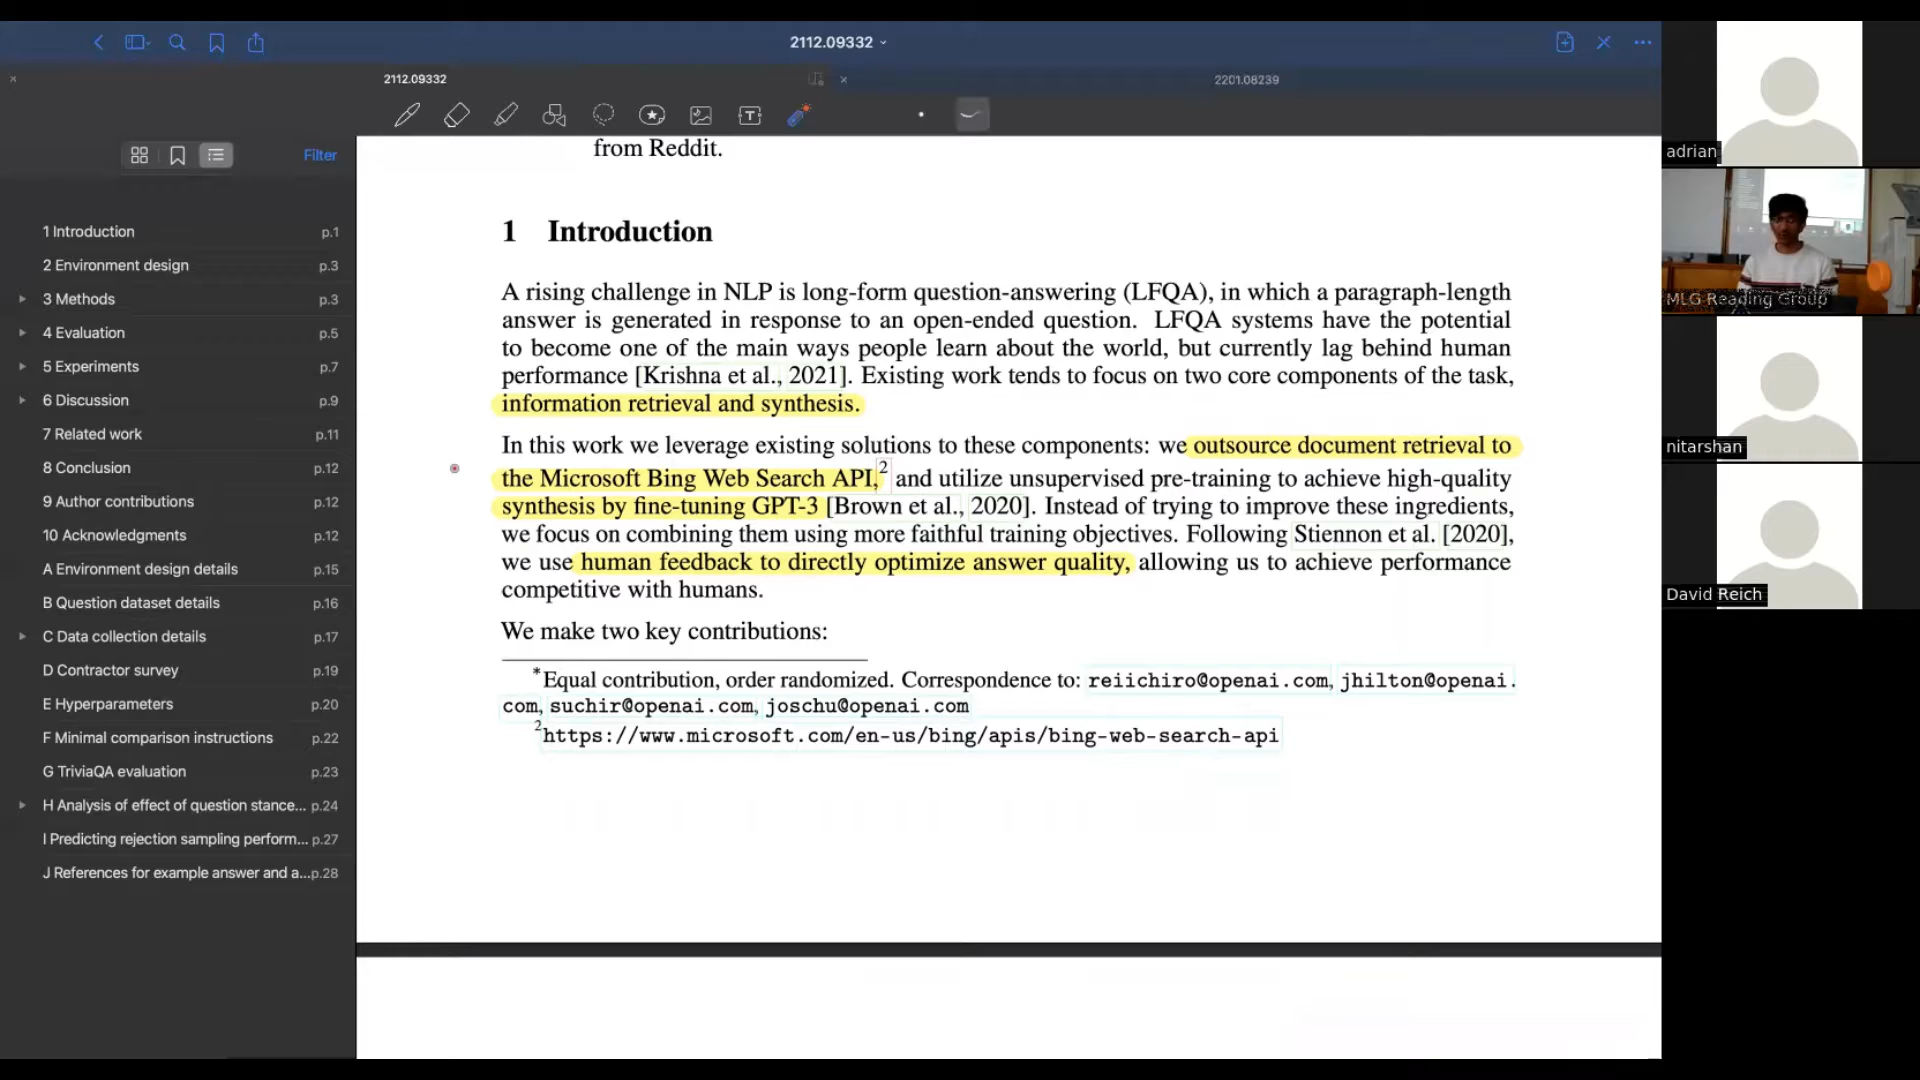 2112.09332
2112.09332
2201.08239
Filter
1 Introduction p.1
2 Environment design p.3
3 Methods p.3
4 Evaluation p.5
5 Experiments p.7
6 Discussion p.9
7 Related work p.11
8 Conclusion p.12
9 Author contributions p.12
10 Acknowledgments p.12
A Environment design details p.15
B Question dataset details p.16
C Data collection details p.17
D Contractor survey p.19
E Hyperparameters p.20
F Minimal comparison instructions p.22
G TriviaQA evaluation p.23
H Analysis of effect of question stance... p.24
I Predicting rejection sampling perform... p.27
J References for example answer and a...p.28
from Reddit.
1 Introduction
A rising challenge in NLP is long-form question-answering (LFQA), in which a paragraph-length
answer is generated in response to an open-ended question. LFQA systems have the potential
to become one of the main ways people learn about the world, but currently lag behind human
performance [Krishna et al., 2021]. Existing work tends to focus on two core components of the task,
information retrieval and synthesis.
In this work we leverage existing solutions to these components: we outsource document retrieval to
the Microsoft Bing Web Search API,2 and utilize unsupervised pre-training to achieve high-quality
synthesis by fine-tuning GPT-3 [Brown et al., 2020]. Instead of trying to improve these ingredients,
we focus on combining them using more faithful training objectives. Following Stiennon et al. [2020],
we use human feedback to directly optimize answer quality, allowing us to achieve performance
competitive with humans.
We make two key contributions:
*Equal contribution, order randomized. Correspondence to: reiichiro@openai.com, jhilton@openai.
com, suchir@openai.com, joschu@openai.com
2https://www.microsoft.com/en-us/bing/apis/bing-web-search-api
adrian
MLG Reading Group
nitarshan
David Reich